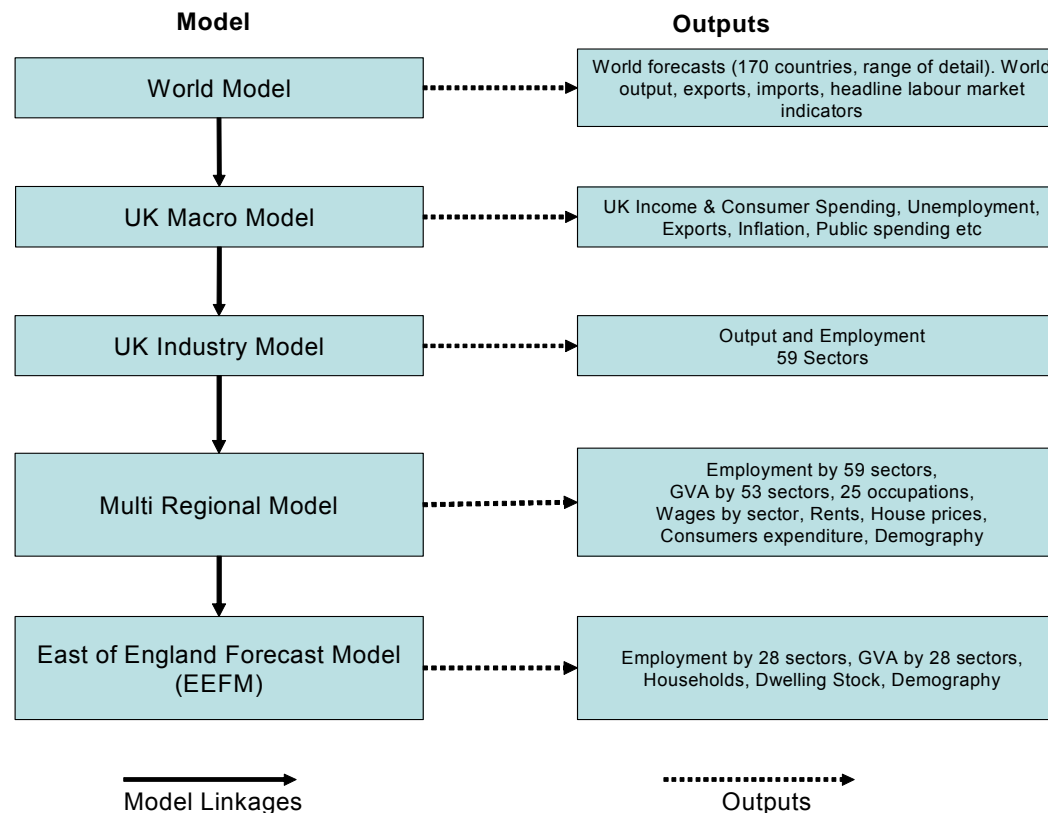 Model
Outputs
World Model
World forecasts (170 countries, range of detail). World
output, exports, imports, headline labour market
indicators
UK Macro Model
UK Income & Consumer Spending, Unemployment,
Exports, Inflation, Public spending etc
UK Industry Model
Output and Employment
59 Sectors
Multi Regional Model
Employment by 59 sectors,
GVA by 53 sectors, 25 occupations,
Wages by sector, Rents, House prices,
Consumers expenditure, Demography
East of England Forecast Model
(EEFM)
Employment by 28 sectors, GVA by 28 sectors,
Households, Dwelling Stock, Demography
Model Linkages
Outputs